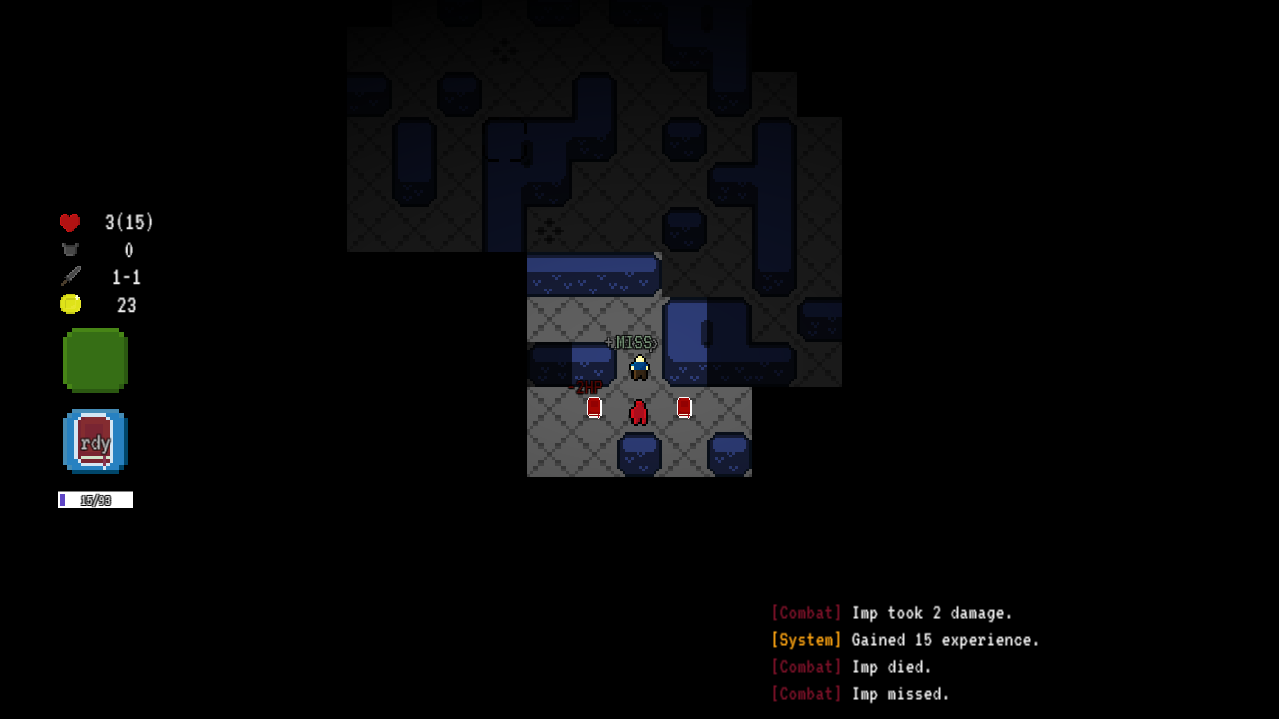 3(15)
0
1-1
23
MISS
-2HP
rdy
15/93
[Combat] Imp took 2 damage.
[System] Gained 15 experience.
[Combat] Imp died.
[Combat] Imp missed.